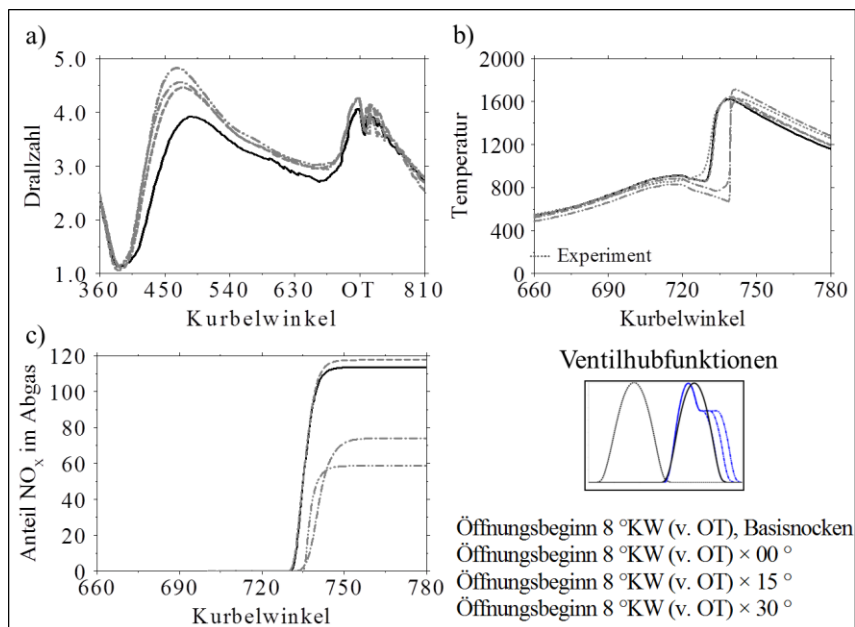 a)
5.0
4.0
3.0
2.0
1.0
Drallzahl
360 450 540 630 OT 810
Kurbelwinkel
b)
2000
1600
1200
800
400
0
Temperatur
Experiment
660 690 720 750 780
Kurbelwinkel
c)
120
100
80
60
40
20
0
Anteil NOx im Abgas
660 690 720 750 780
Kurbelwinkel
Ventilhubfunktionen
Öffnungsbeginn 8 °KW (v. OT), Basisnocken
Öffnungsbeginn 8 °KW (v. OT) × 00 °
Öffnungsbeginn 8 °KW (v. OT) × 15 °
Öffnungsbeginn 8 °KW (v. OT) × 30 °